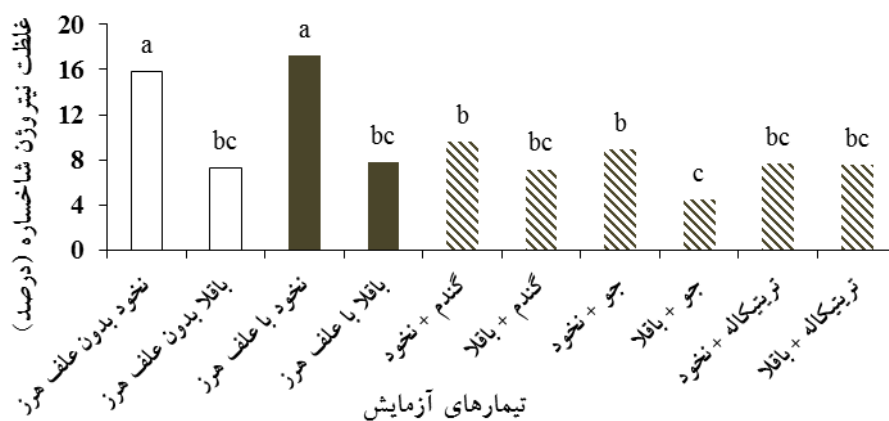 غلظت نیتروژن شاخساره (درصد)
20
16
12
8
4
0
a
bc
a
bc
b
bc
b
c
bc
bc
نخود بدون علف هرز
باقلا بدون علف هرز
نخود با علف هرز
باقلا با علف هرز
گندم + نخود
گندم + باقلا
جو + نخود
جو + باقلا
تریتیکاله + نخود
تریتیکاله + باقلا
تیمارهای آزمایش